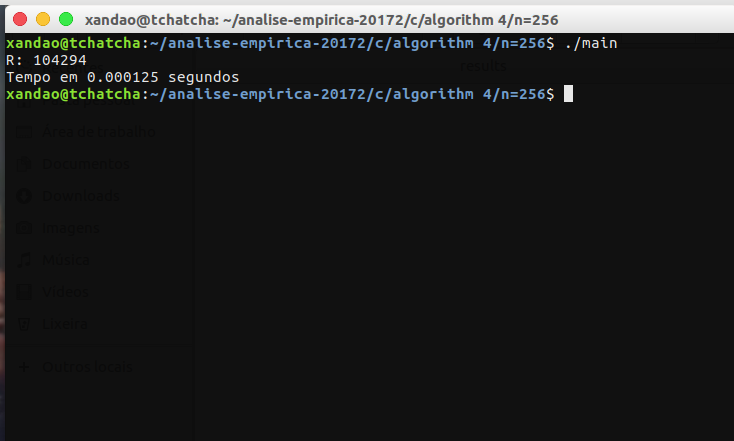 xandao@tchatcha: ~/analise-empirica-20172/c/algorithm 4/n=256
xandao@tchatcha:~/analise-empirica-20172/c/algorithm 4/n=256$ ./main
R: 104294
Tempo em 0.000125 segundos
xandao@tchatcha:~/analise-empirica-20172/c/algorithm 4/n=256$
results
Área de trabalho
Documentos
Downloads
Imagens
Música
Vídeos
Lixeira
Outros locais